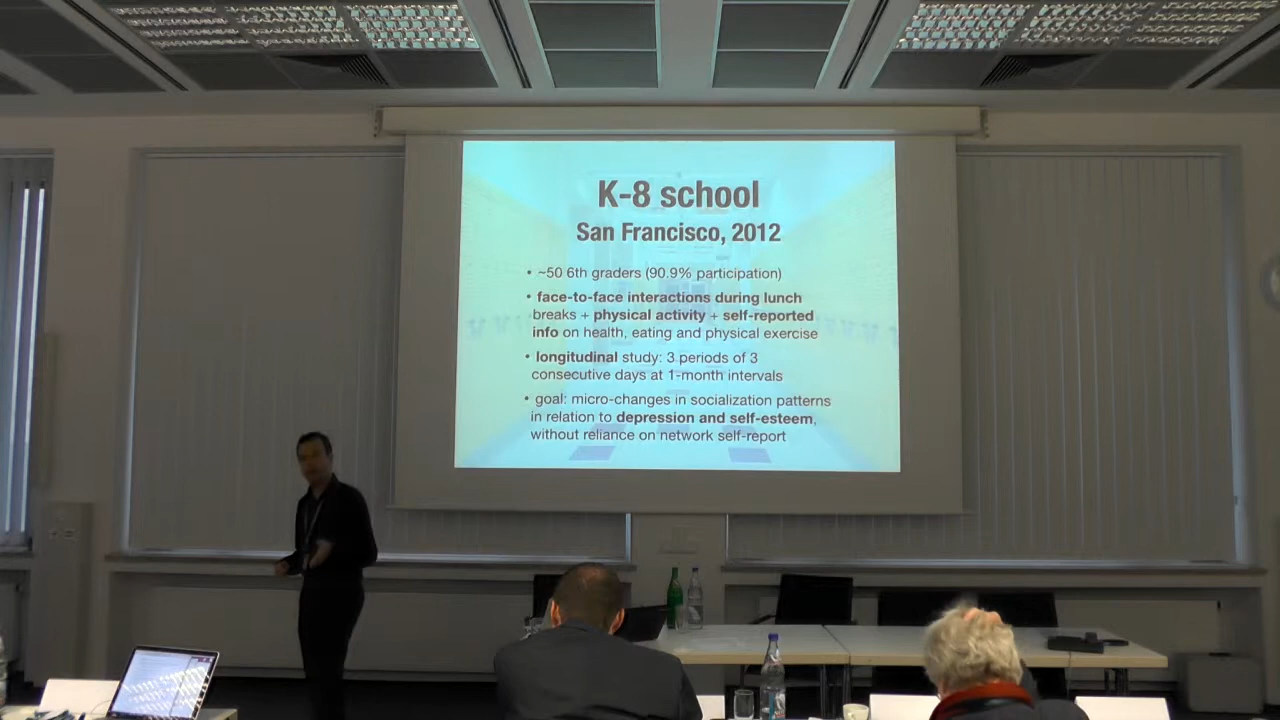 K-8 school
San Francisco, 2012
• ~50 6th graders (90.9% participation)
• face-to-face interactions during lunch
breaks + physical activity + self-reported
info on health, eating and physical exercise
• longitudinal study: 3 periods of 3
consecutive days at 1-month intervals
• goal: micro-changes in socialization patterns
in relation to depression and self-esteem,
without reliance on network self-report